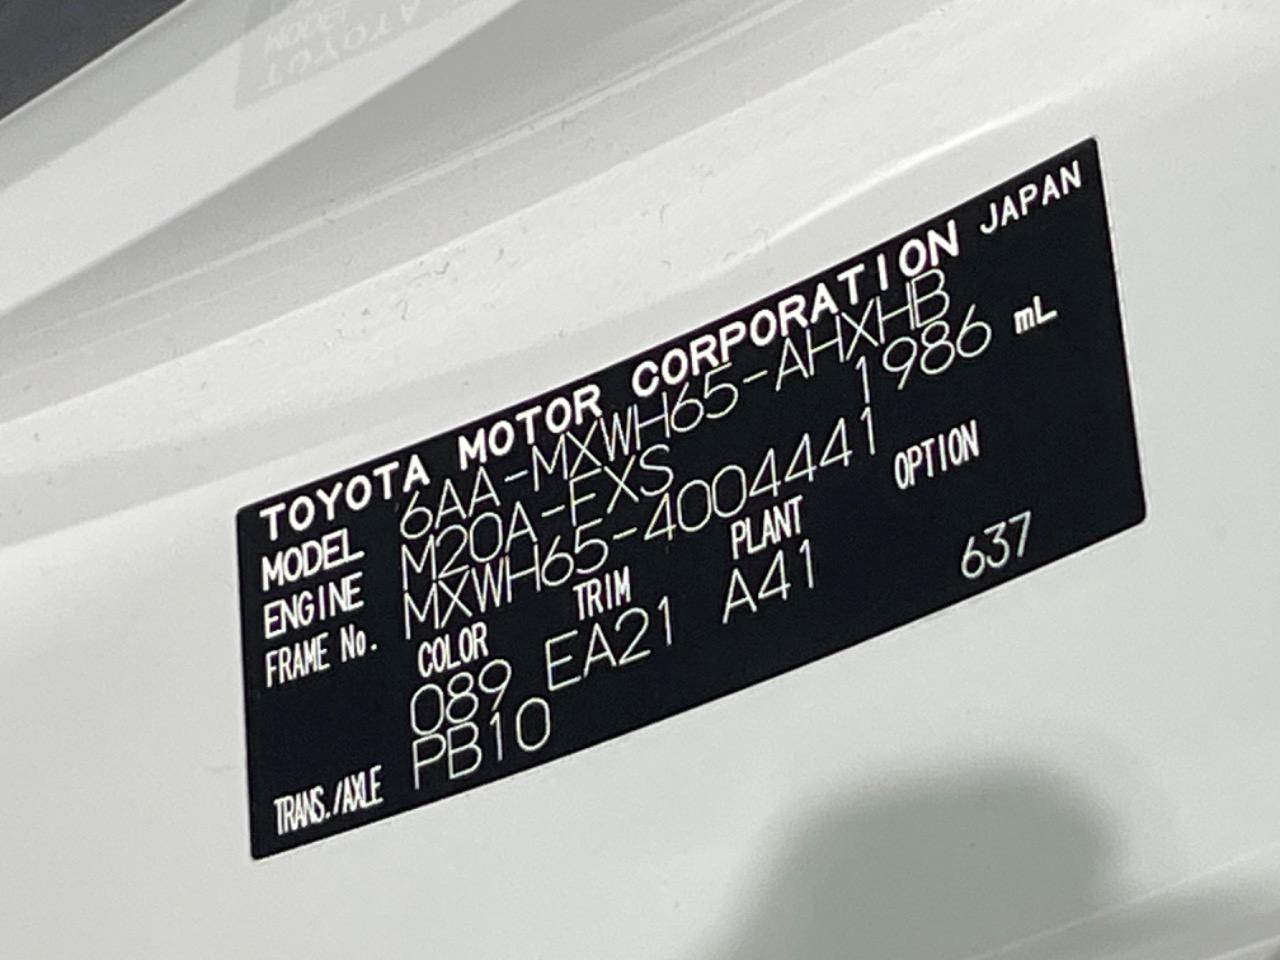 TOYOTA MOTOR CORPORATION JAPAN
MODEL 6AA-MXWH65-AHXHB
ENGINE M20A-FXS 1986 mL
FRAME No. MXWH65-4004441
COLOR TRIM PLANT OPTION
089 EA21 A41 637
TRANS./AXLE PB10